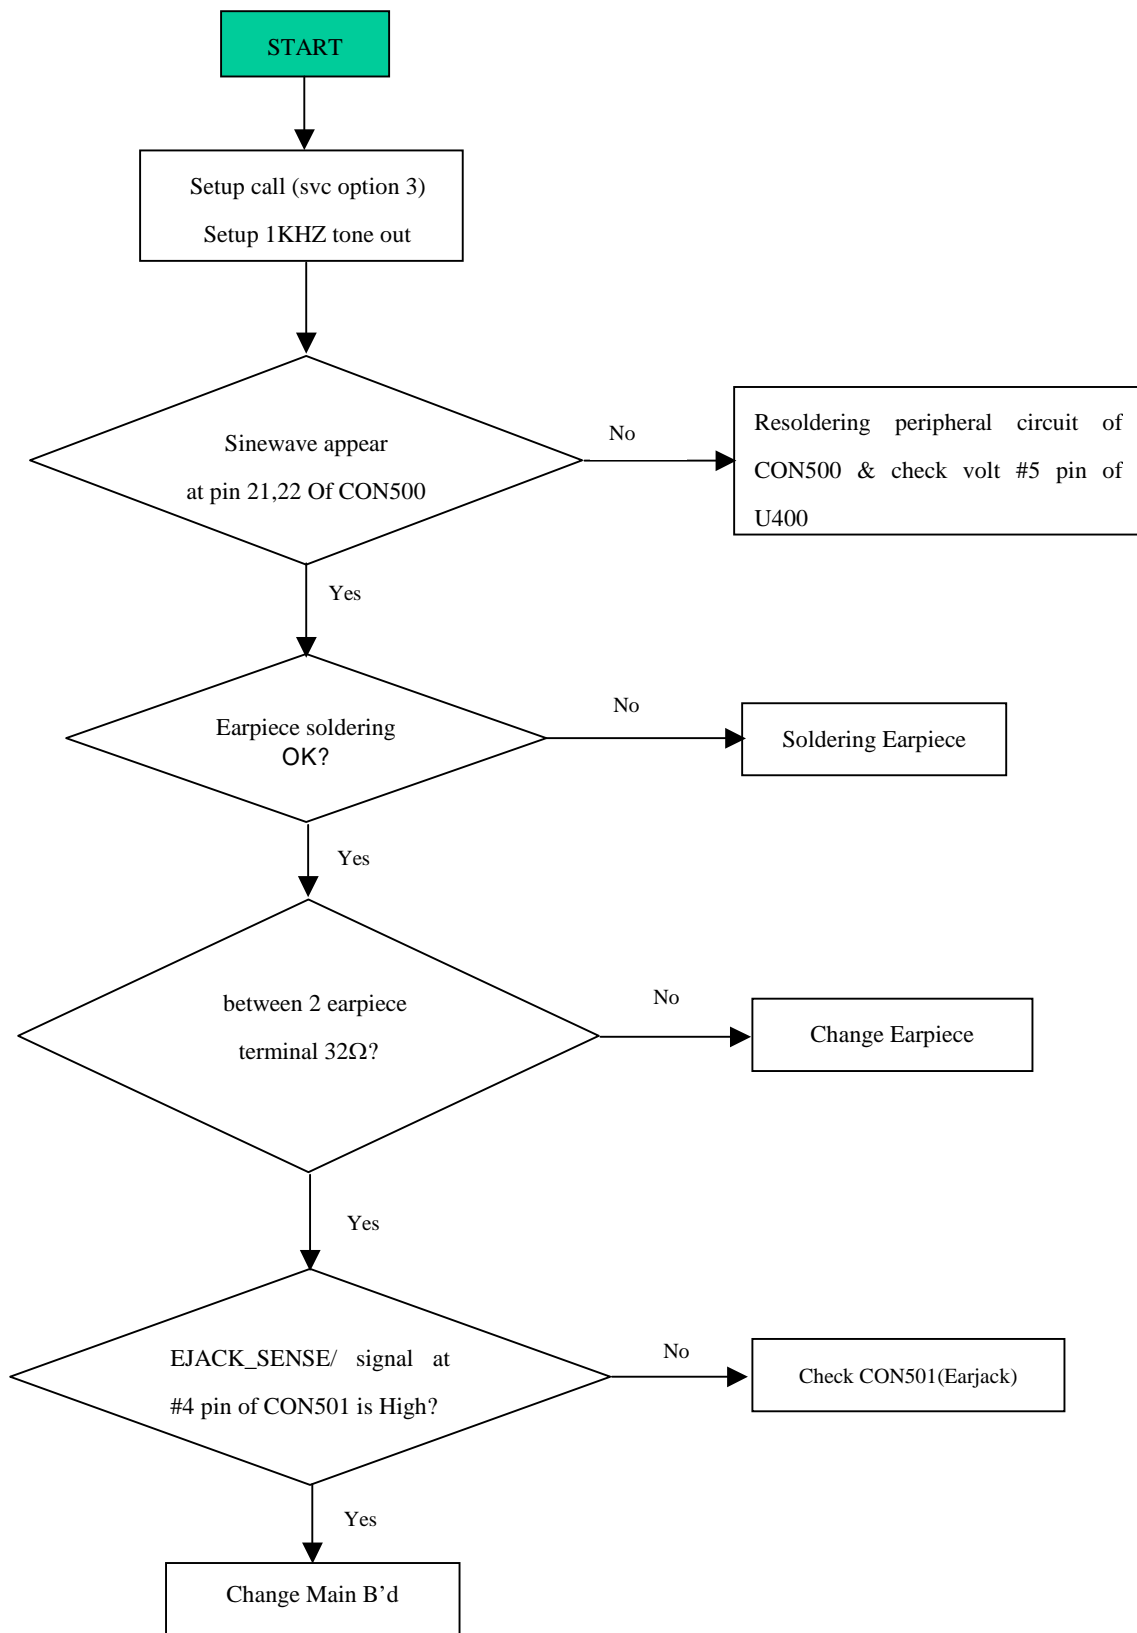 START
Setup call (svc option 3)
Setup 1KHZ tone out
Sinewave appear
at pin 21,22 Of CON500
No
Resoldering peripheral circuit of
CON500 & check volt #5 pin of
U400
Yes
Earpiece soldering
OK?
No
Soldering Earpiece
Yes
between 2 earpiece
terminal 32Ω?
No
Change Earpiece
Yes
EJACK_SENSE/ signal at
#4 pin of CON501 is High?
No
Check CON501(Earjack)
Yes
Change Main B’d